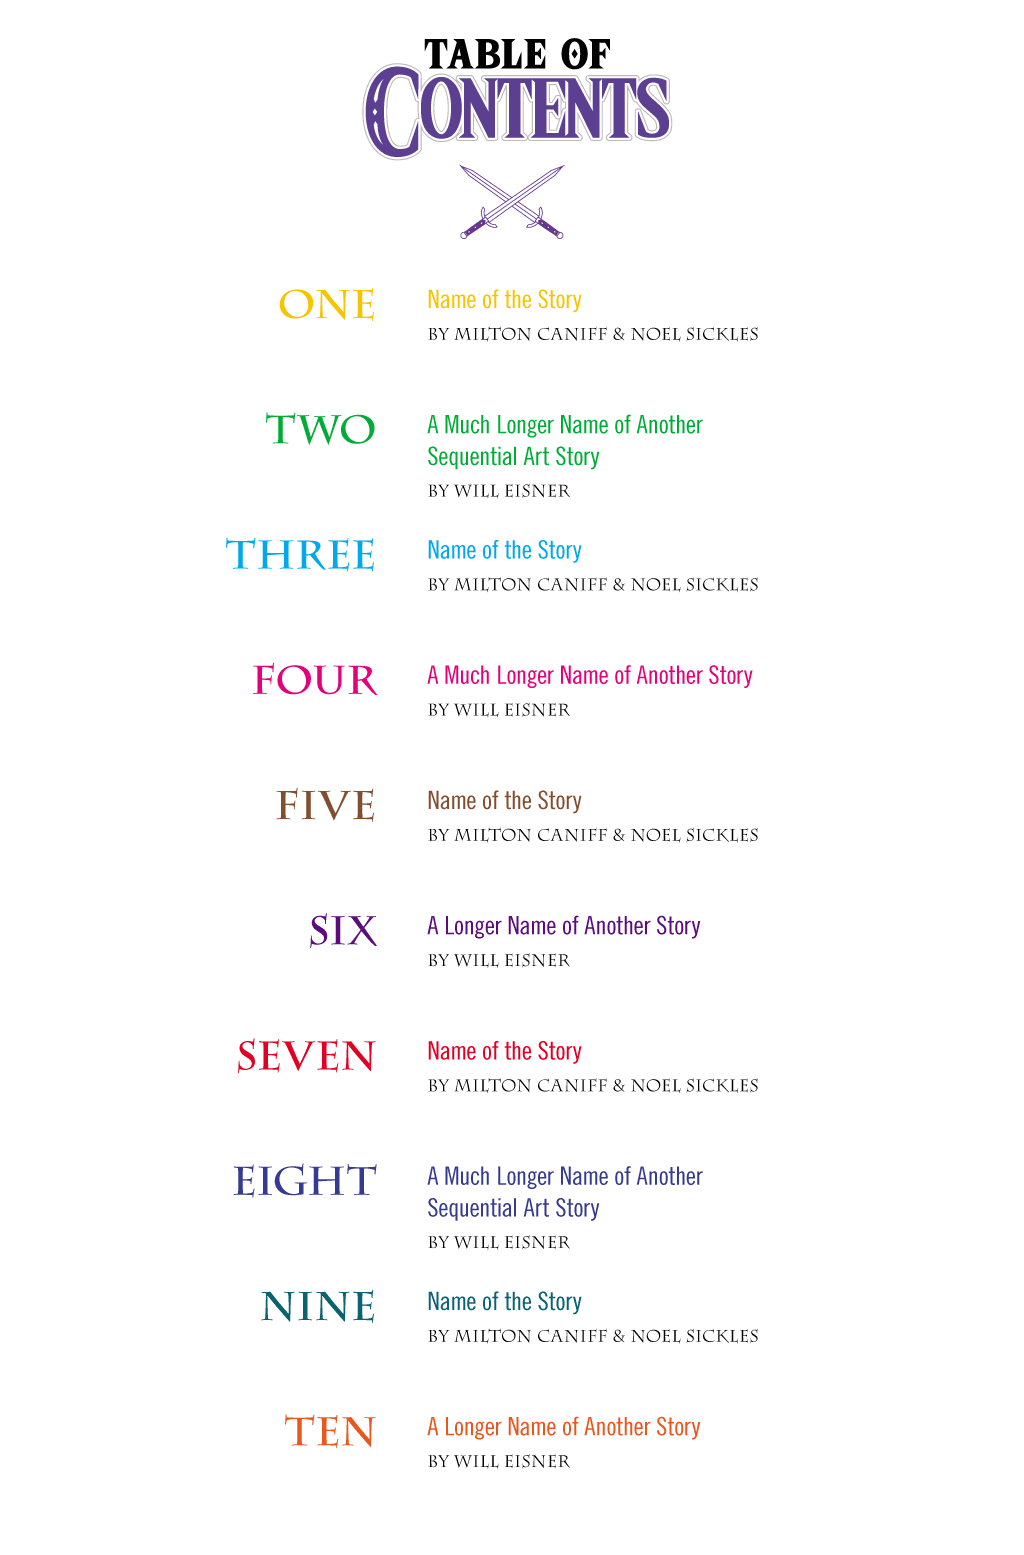 TABLE OF
CONTENTS
ONE
Name of the Story
BY MILTON CANIFF & NOEL SICKLES
TWO
A Much Longer Name of Another
Sequential Art Story
BY WILL EISNER
THREE
Name of the Story
BY MILTON CANIFF & NOEL SICKLES
FOUR
A Much Longer Name of Another Story
BY WILL EISNER
FIVE
Name of the Story
BY MILTON CANIFF & NOEL SICKLES
SIX
A Longer Name of Another Story
BY WILL EISNER
SEVEN
Name of the Story
BY MILTON CANIFF & NOEL SICKLES
EIGHT
A Much Longer Name of Another
Sequential Art Story
BY WILL EISNER
NINE
Name of the Story
BY MILTON CANIFF & NOEL SICKLES
TEN
A Longer Name of Another Story
BY WILL EISNER